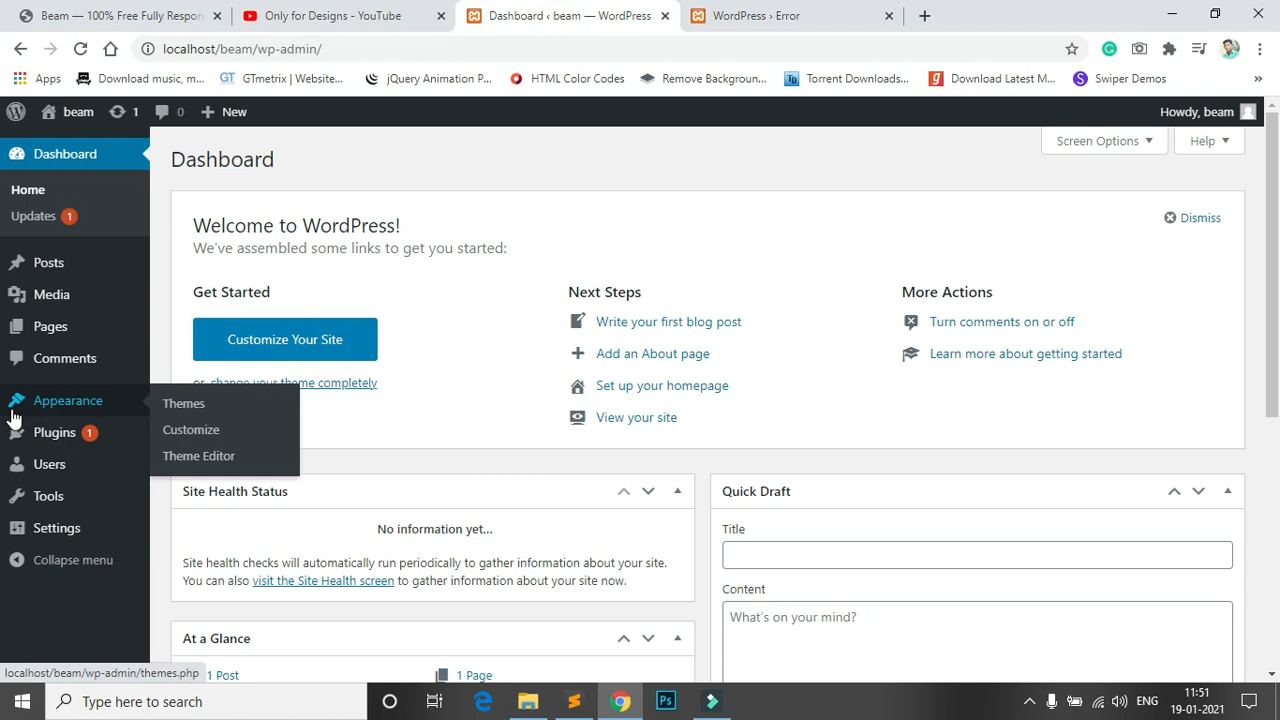 Beam — 100% Free Fully Respon
Only for Designs - YouTube
Dashboard ‹ beam — WordPress
WordPress › Error
localhost/beam/wp-admin/
Apps
Download music, m...
GT GTmetrix | Website...
jQuery Animation P...
HTML Color Codes
Remove Background...
Torrent Downloads...
Download Latest M...
Swiper Demos
»
beam
1
0
New
Howdy, beam
Dashboard
Home
Updates 1
Posts
Media
Pages
Comments
Appearance
Plugins 1
Users
Tools
Settings
Collapse menu
Themes
Customize
Theme Editor
Dashboard
Screen Options
Help
Welcome to WordPress!
We've assembled some links to get you started:
Dismiss
Get Started
Customize Your Site
or, change your theme completely
Next Steps
Write your first blog post
Add an About page
Set up your homepage
View your site
More Actions
Turn comments on or off
Learn more about getting started
Site Health Status
No information yet...
Site health checks will automatically run periodically to gather information about your site.
You can also visit the Site Health screen to gather information about your site now.
At a Glance
1 Post
1 Page
Quick Draft
Title
Content
What's on your mind?
localhost/beam/wp-admin/themes.php
Type here to search
Ps
ENG
11:51
19-01-2021